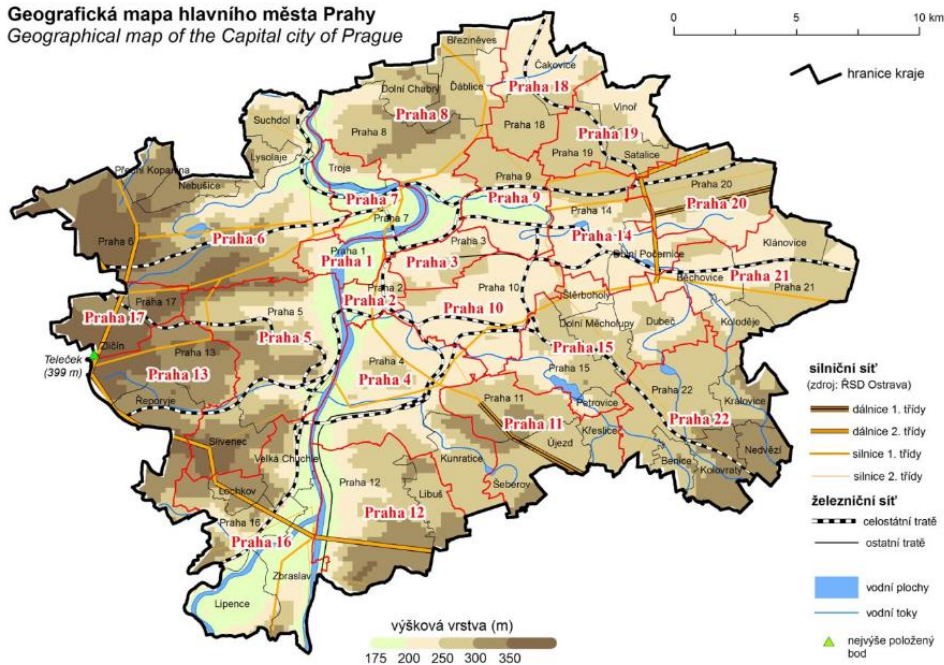 Geografická mapa hlavního města Prahy
Geographical map of the Capital city of Prague
0 5 10 km
hranice kraje
Březiněves
Čakovice
Dolní Chabry
Ďáblice
Praha 18
Praha 8
Vinoř
Suchdol
Praha 8
Praha 18
Praha 19
Lysolaje
Praha 19
Satalice
Přední Kopanina
Troja
Nebušice
Praha 9
Praha 20
Praha 7
Praha 9
Praha 20
Praha 7
Praha 14
Praha 6
Praha 6
Praha 14
Klánovice
Praha 1
Praha 3
Dolní Počernice
Praha 1
Praha 3
Běchovice
Praha 21
Praha 17
Praha 2
Praha 10
Štěrboholy
Praha 21
Praha 17
Praha 5
Praha 2
Praha 10
Dubeč
Koloděje
Praha 5
Dolní Měcholupy
Zličín
Praha 13
Praha 15
Teleček
(399 m)
Praha 13
Praha 4
Praha 4
Praha 15
Praha 22
Řeporyje
Praha 11
Petrovice
Královice
Praha 11
Křeslice
Praha 22
Slivenec
Velká Chuchle
Kunratice
Újezd
Benice
Nedvězí
Kolovraty
Lochkov
Praha 12
Libuš
Šeberov
Praha 16
Praha 12
Praha 16
Zbraslav
Lipence
silniční síť
(zdroj: ŘSD Ostrava)
dálnice 1. třídy
dálnice 2. třídy
silnice 1. třídy
silnice 2. třídy
železniční síť
celostátní tratě
ostatní tratě
vodní plochy
vodní toky
nejvýše položený
bod
výšková vrstva (m)
175 200 250 300 350